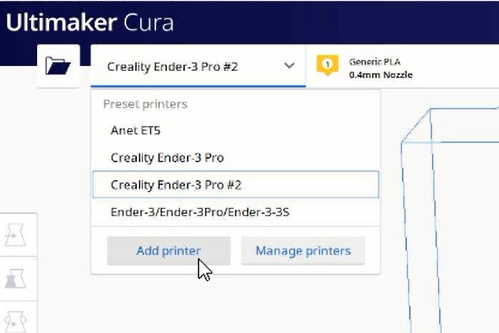 Ultimaker Cura
Creality Ender-3 Pro #2
1 Generic PLA
0.4mm Nozzle
Preset printers
Anet ET5
Creality Ender-3 Pro
Creality Ender-3 Pro #2
Ender-3/Ender-3Pro/Ender-3-3S
Add printer
Manage printers